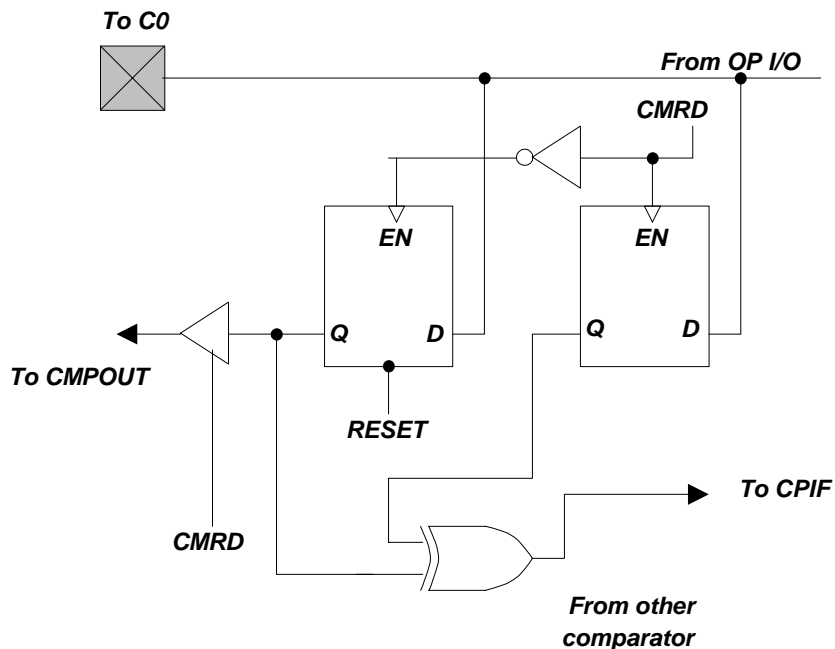 To C0
From OP I/O
CMRD
EN
EN
Q
D
Q
D
To CMPOUT
RESET
To CPIF
CMRD
From other
comparator